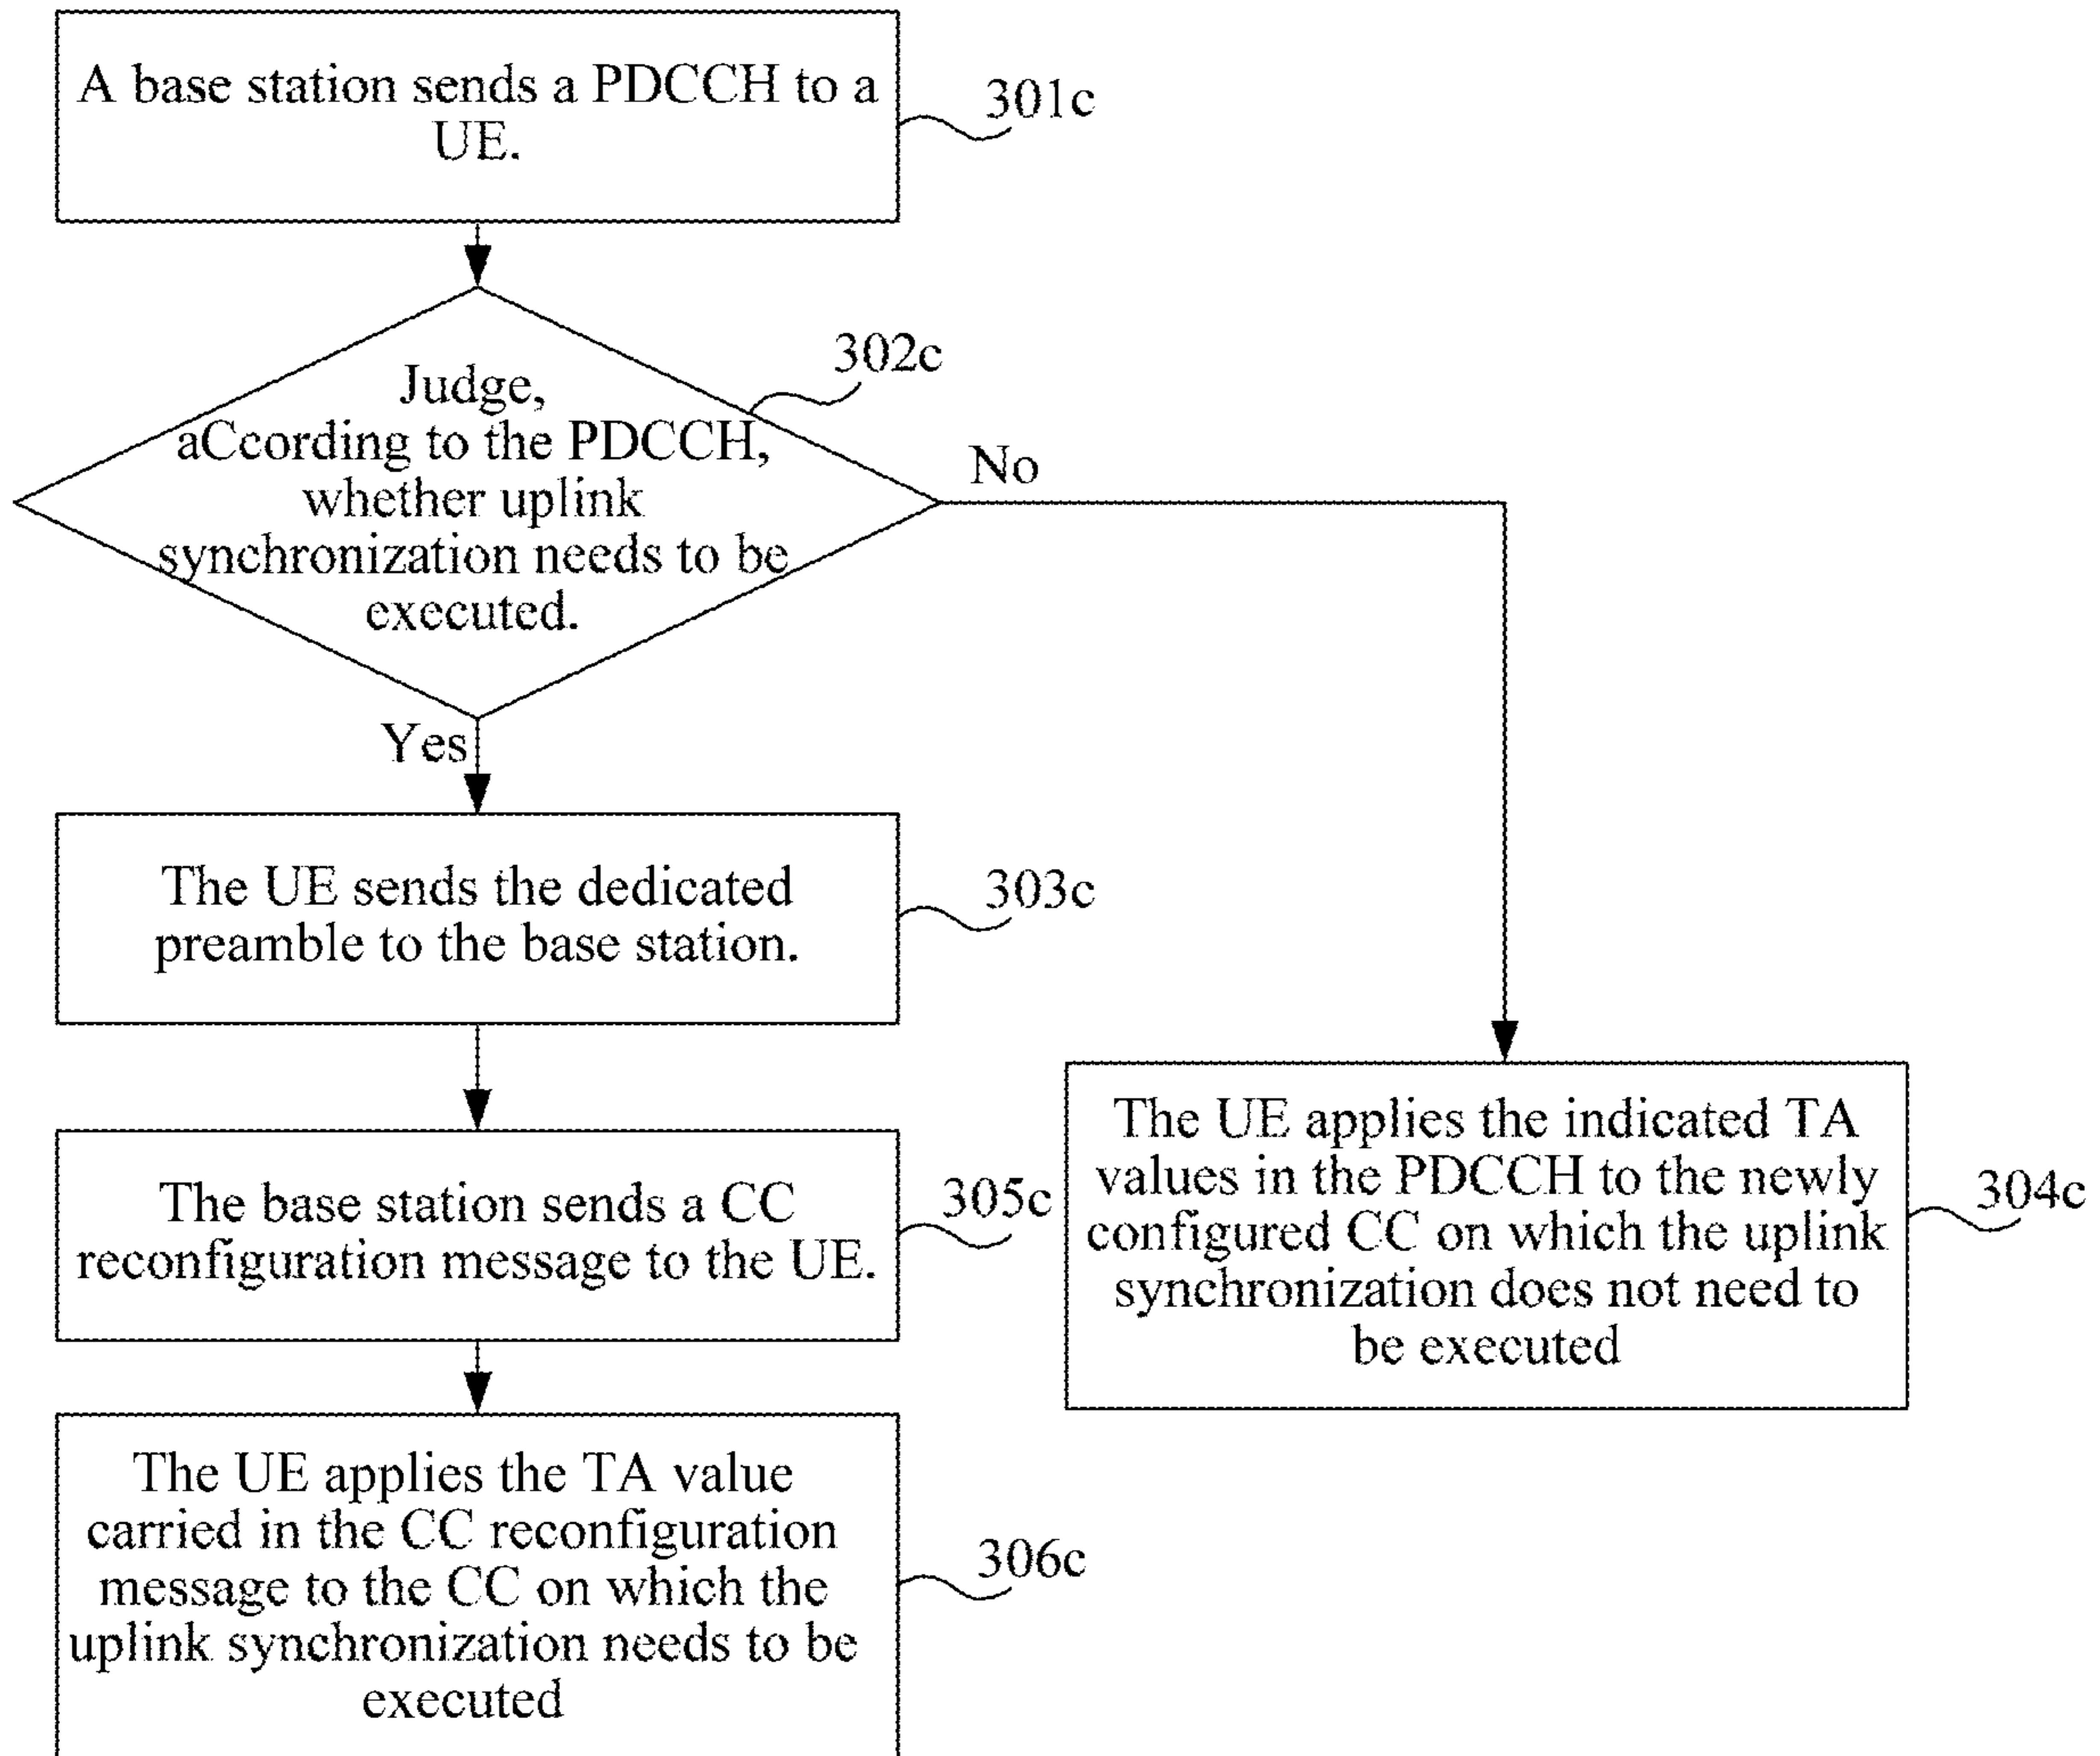 A base station sends a PDCCH to a
UE.
301c
302c
Judge,
aCcording to the PDCCH,
whether uplink
synchronization needs to be
executed.
No
Yes
The UE sends the dedicated
preamble to the base station.
303c
The base station sends a CC
reconfiguration message to the UE.
305c
The UE applies the indicated TA
values in the PDCCH to the newly
configured CC on which the uplink
synchronization does not need to
be executed
304c
The UE applies the TA value
carried in the CC reconfiguration
message to the CC on which the
uplink synchronization needs to be
executed
306c